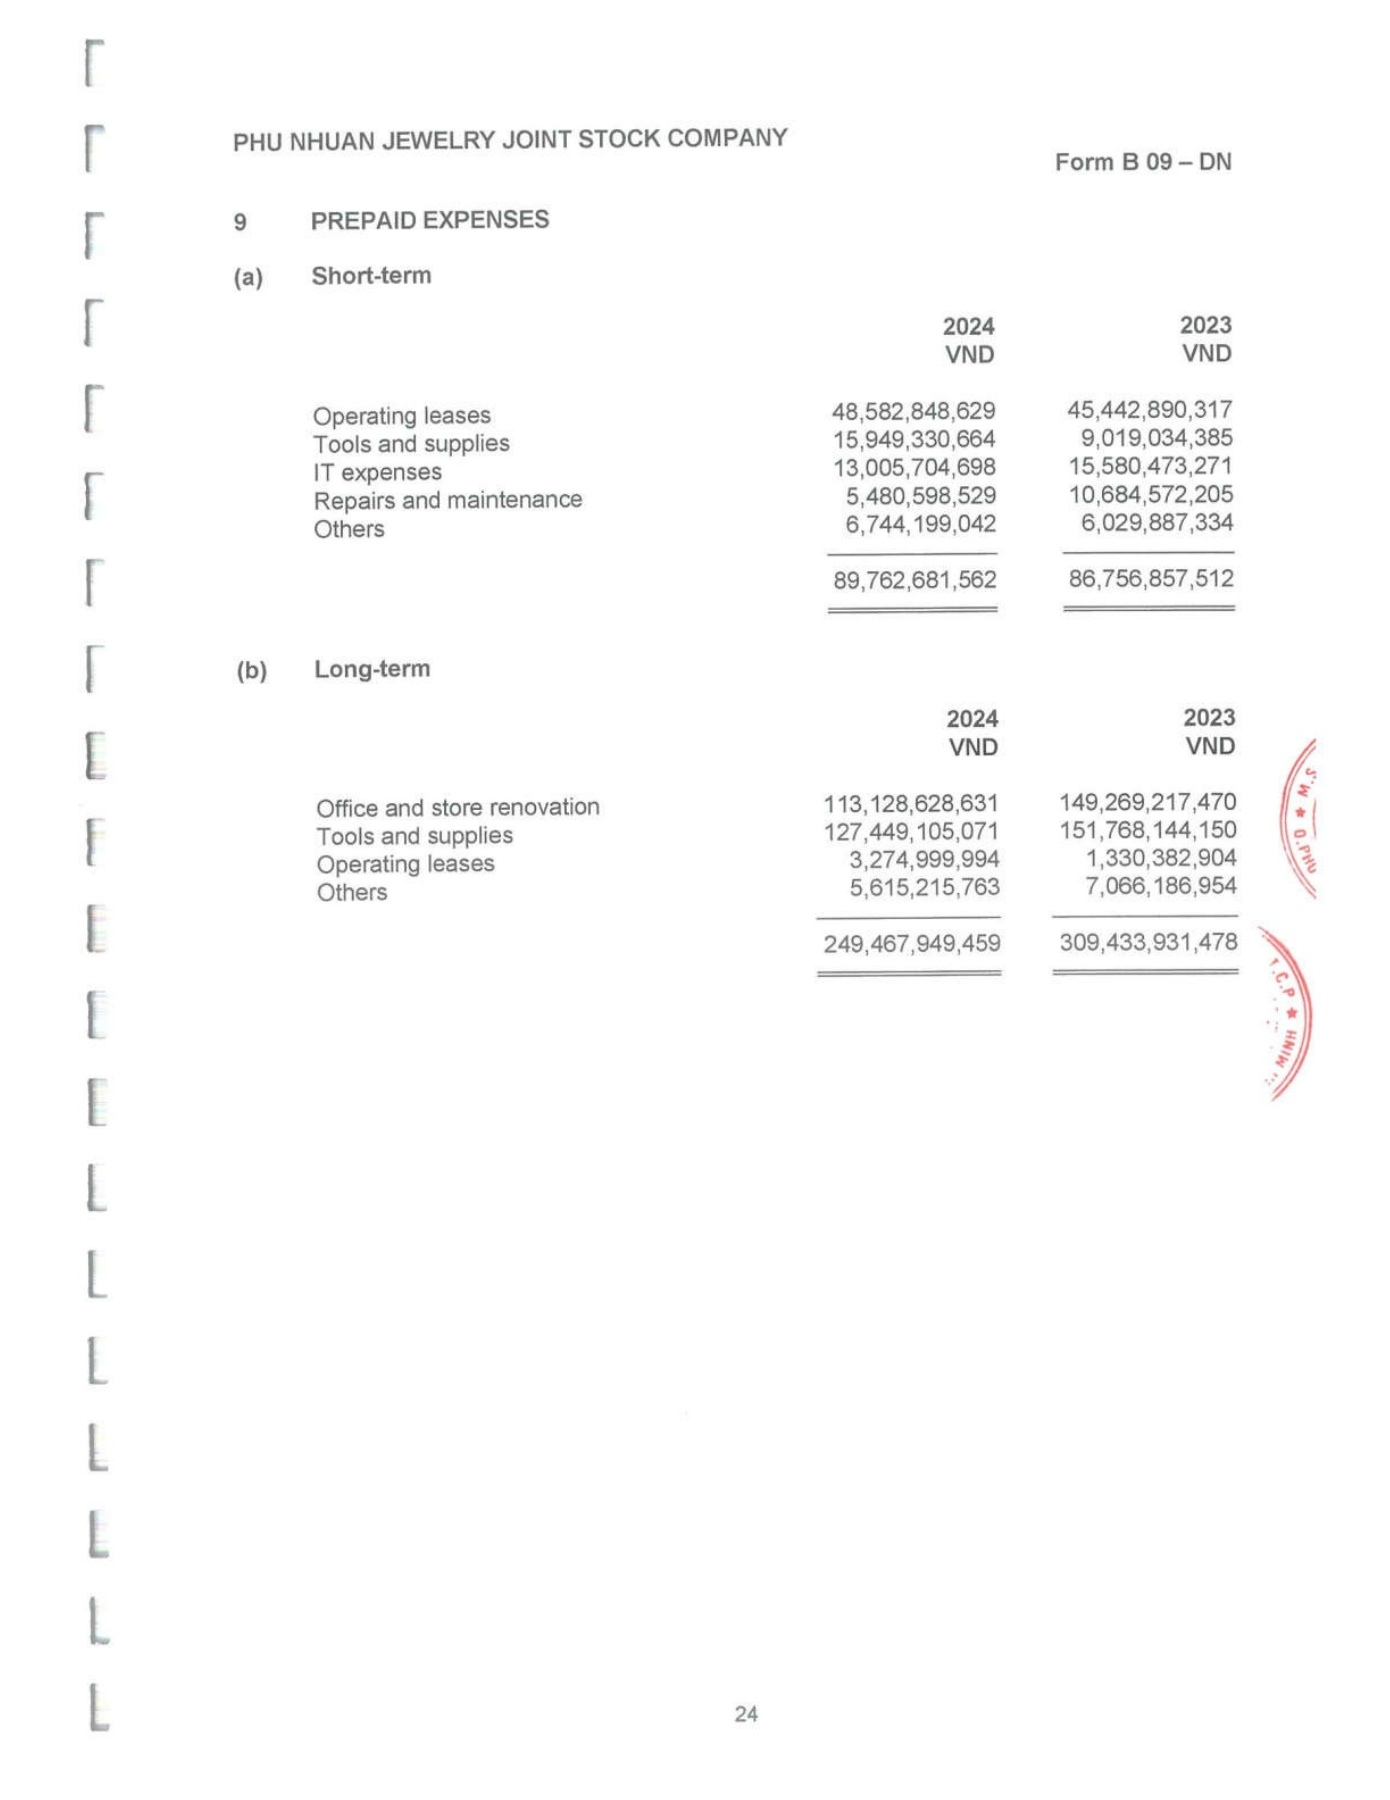 PHU NHUAN JEWELRY JOINT STOCK COMPANY
Form B 09 – DN
9 PREPAID EXPENSES
(a) Short-term
2024 2023
VND VND
Operating leases 48,582,848,629 45,442,890,317
Tools and supplies 15,949,330,664 9,019,034,385
IT expenses 13,005,704,698 15,580,473,271
Repairs and maintenance 5,480,598,529 10,684,572,205
Others 6,744,199,042 6,029,887,334
89,762,681,562 86,756,857,512
(b) Long-term
2024 2023
VND VND
Office and store renovation 113,128,628,631 149,269,217,470
Tools and supplies 127,449,105,071 151,768,144,150
Operating leases 3,274,999,994 1,330,382,904
Others 5,615,215,763 7,066,186,954
249,467,949,459 309,433,931,478
Q.PHÚ
T.C.P ★ MINH
24